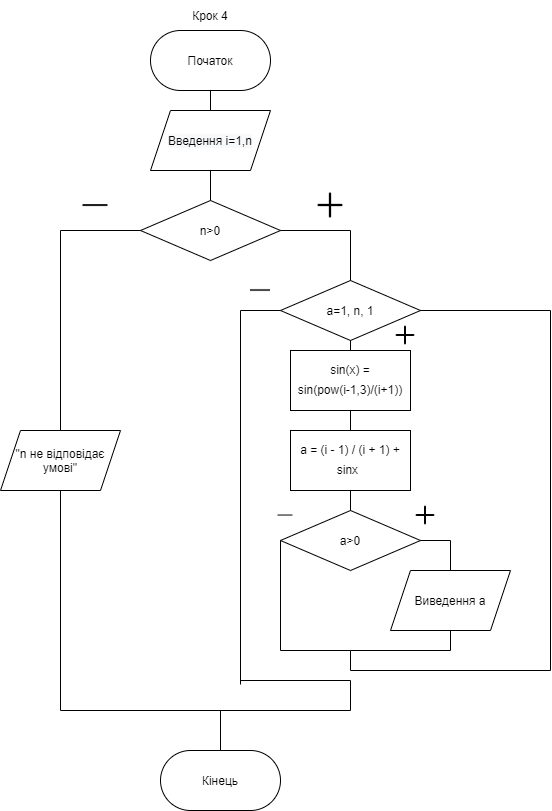 Крок 4
Початок
Введення i=1,n
n>0
a=1, n, 1
sin(x) =
sin(pow(i-1,3)/(i+1))
"n не відповідає
умові"
a = (i - 1) / (i + 1) +
sinx
a>0
Виведення a
Кінець